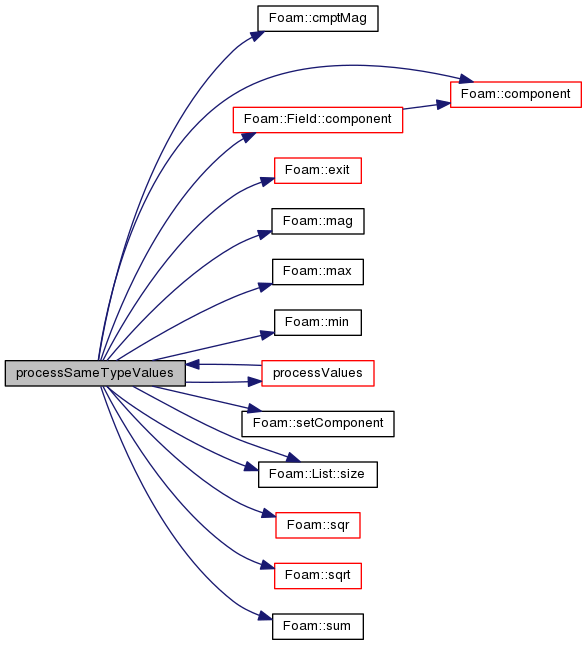 Foam::cmptMag
Foam::component
Foam::Field::component
Foam::exit
Foam::mag
Foam::max
Foam::min
processSameTypeValues
processValues
Foam::setComponent
Foam::List::size
Foam::sqr
Foam::sqrt
Foam::sum